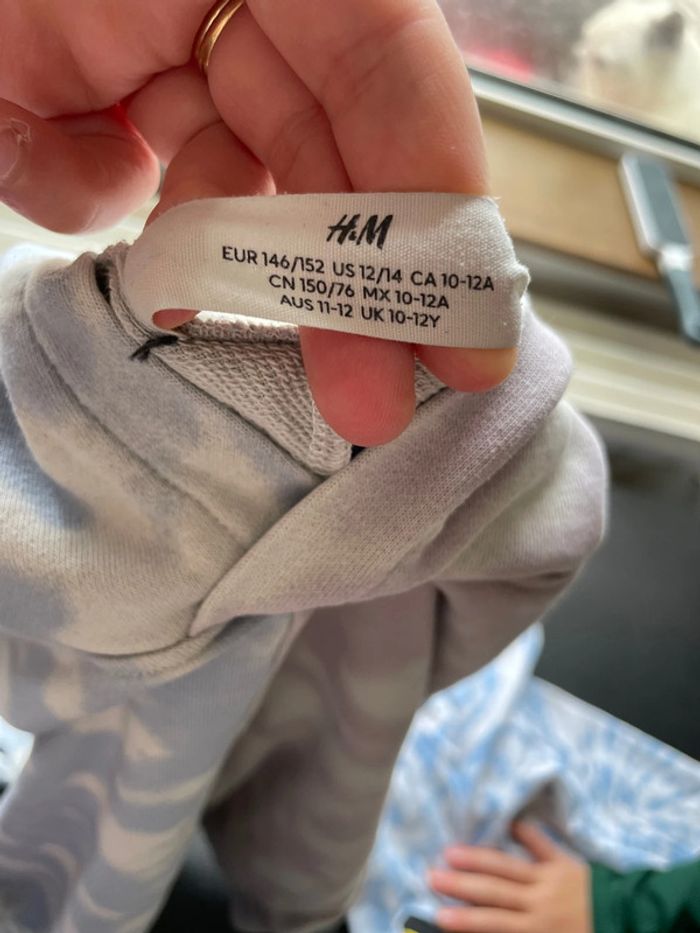 H&M
EUR 146/152 US 12/14 CA 10-12A
CN 150/76 MX 10-12A
AUS 11-12 UK 10-12Y